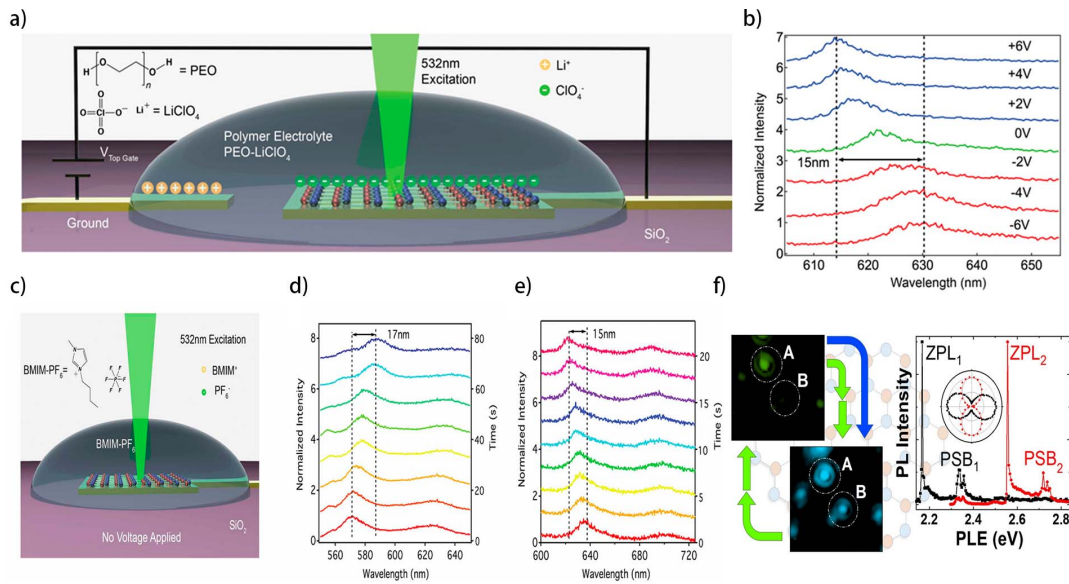 a)
H
O
O
H
n
= PEO
O
O=Cl–O⁻ Li⁺ = LiClO₄
O
V Top Gate
Polymer Electrolyte
PEO-LiClO₄
532nm
Excitation
+ Li⁺
- ClO₄⁻
Ground
SiO₂
b)
Normalized Intensity
7
6
5
4
3
2
1
+6V
+4V
+2V
0V
-2V
-4V
-6V
15nm
610 620 630 640 650
Wavelength (nm)
c)
BMIM-PF₆=
N
N
+
F
F
F
P
F
F
F
532nm Excitation
BMIM⁺
PF₆⁻
BMIM-PF₆
SiO₂
No Voltage Applied
d)
17nm
Normalized Intensity
8
6
4
2
0
80
60
40
20
0
Time (s)
560 580 600 620 640
Wavelength (nm)
e)
15nm
Normalized Intensity
8
6
4
2
0
20
15
10
5
0
Time (s)
600 640 680 720
Wavelength (nm)
f)
A
B
A
B
PL Intensity
ZPL₁
ZPL₂
PSB₁
PSB₂
2.2 2.4 2.6 2.8
PLE (eV)